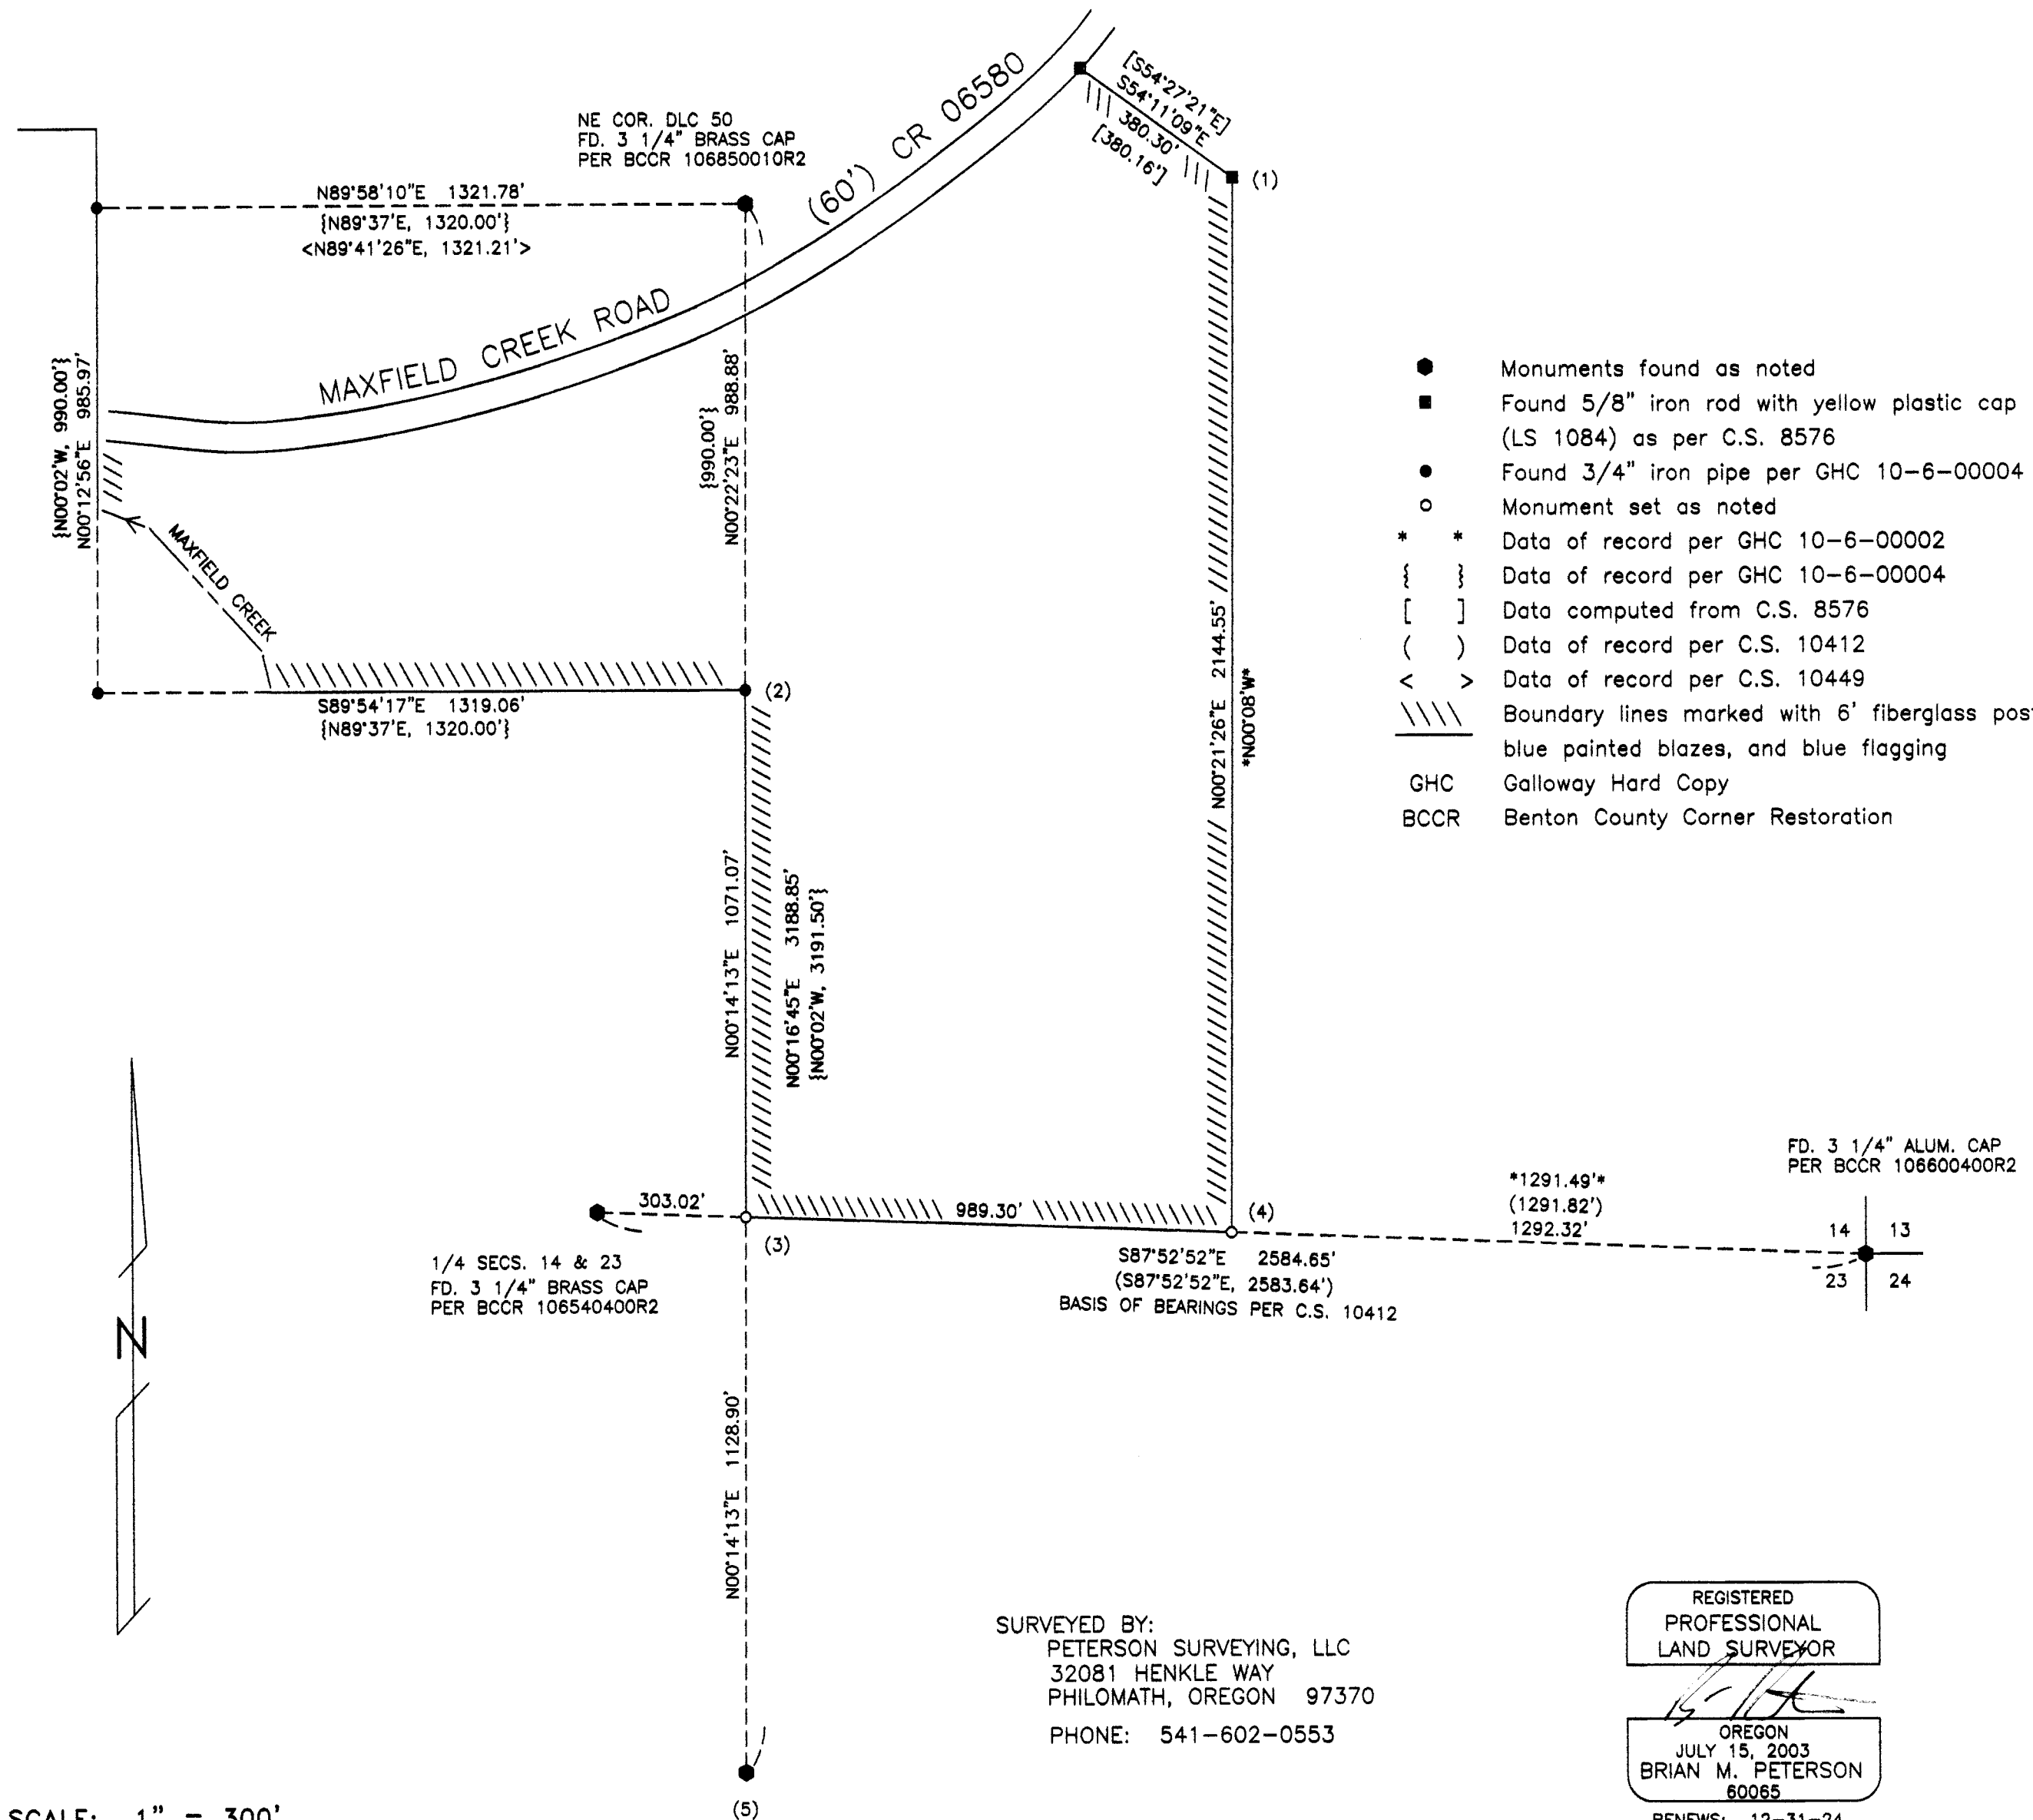 [S54°27'21"E]
S54°11'09"E
380.30'
[380.16']
(1)
(60') CR 06580
MAXFIELD CREEK ROAD
NE COR. DLC 50
FD. 3 1/4" BRASS CAP
PER BCCR 106850010R2
N89°58'10"E 1321.78'
{N89°37'E, 1320.00'}
<N89°41'26"E, 1321.21'>
{N00°02'W, 990.00'}
N00°12'56"E 985.97'
{990.00'}
N00°22'23"E 988.88'
MAXFIELD CREEK
(2)
S89°54'17"E 1319.06'
{N89°37'E, 1320.00'}
N00°21'26"E 2144.55'
*N00°08'W*
N00°14'13"E 1071.07'
N00°16'45"E 3188.85'
{N00°02'W, 3191.50'}
Monuments found as noted
Found 5/8" iron rod with yellow plastic cap
(LS 1084) as per C.S. 8576
Found 3/4" iron pipe per GHC 10-6-00004
Monument set as noted
* * Data of record per GHC 10-6-00002
{ } Data of record per GHC 10-6-00004
[ ] Data computed from C.S. 8576
( ) Data of record per C.S. 10412
< > Data of record per C.S. 10449
Boundary lines marked with 6' fiberglass pos
blue painted blazes, and blue flagging
GHC Galloway Hard Copy
BCCR Benton County Corner Restoration
303.02'
989.30'
(3)
(4)
1/4 SECS. 14 & 23
FD. 3 1/4" BRASS CAP
PER BCCR 106540400R2
S87°52'52"E 2584.65'
(S87°52'52"E, 2583.64')
BASIS OF BEARINGS PER C.S. 10412
*1291.49'*
(1291.82')
1292.32'
FD. 3 1/4" ALUM. CAP
PER BCCR 106600400R2
14 13
23 24
N
N00°14'13"E 1128.90'
(5)
SURVEYED BY:
PETERSON SURVEYING, LLC
32081 HENKLE WAY
PHILOMATH, OREGON 97370
PHONE: 541-602-0553
REGISTERED
PROFESSIONAL
LAND SURVEYOR
OREGON
JULY 15, 2003
BRIAN M. PETERSON
60065
RENEWS: 12-31-24
SCALE: 1" = 300'